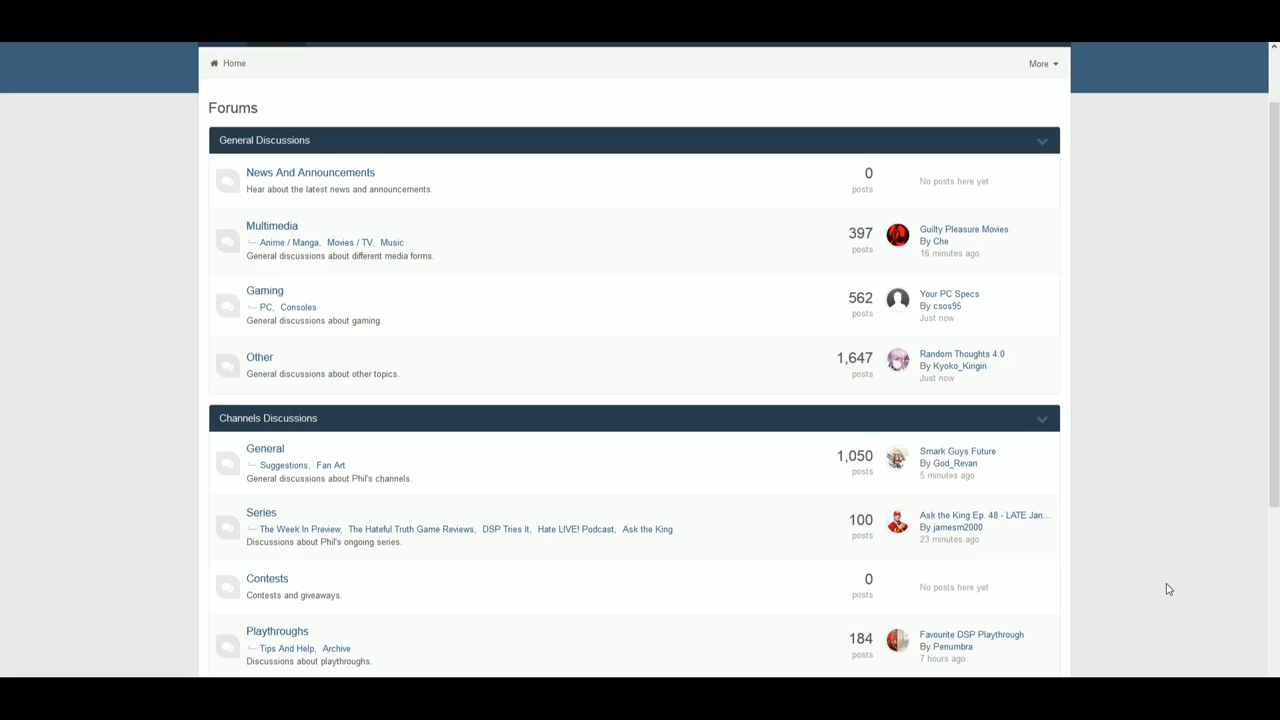 Home
More
Forums
General Discussions
News And Announcements
Hear about the latest news and announcements.
0
posts
No posts here yet
Multimedia
Anime / Manga, Movies / TV, Music
General discussions about different media forms.
397
posts
Guilty Pleasure Movies
By Che
16 minutes ago
Gaming
PC, Consoles
General discussions about gaming.
562
posts
Your PC Specs
By csos95
Just now
Other
General discussions about other topics.
1,647
posts
Random Thoughts 4.0
By Kyoko_Kirigiri
Just now
Channels Discussions
General
Suggestions, Fan Art
General discussions about Phil's channels.
1,050
posts
Smark Guys Future
By God_Revan
5 minutes ago
Series
The Week In Preview, The Hateful Truth Game Reviews, DSP Tries It, Hate LIVE! Podcast, Ask the King
Discussions about Phil's ongoing series.
100
posts
Ask the King Ep. 48 - LATE Jan...
By jamesm2000
23 minutes ago
Contests
Contests and giveaways.
0
posts
No posts here yet
Playthroughs
Tips And Help, Archive
Discussions about playthroughs.
184
posts
Favourite DSP Playthrough
By Penumbra
7 hours ago